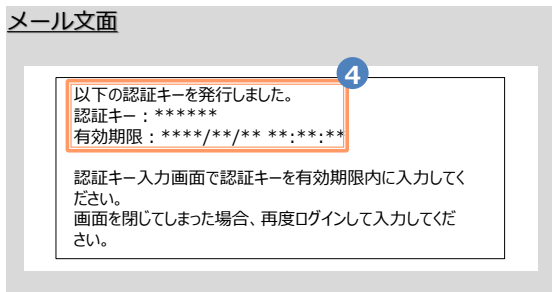 メール文面
4
以下の認証キーを発行しました。
認証キー：******
有効期限：****/**/** **:**:**
認証キー入力画面で認証キーを有効期限内に入力してく
ださい。
画面を閉じてしまった場合、再度ログインして入力してくだ
さい。